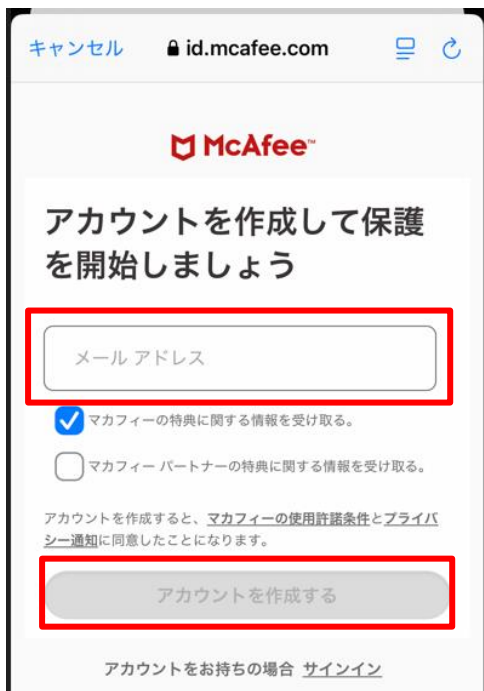 キャンセル id.mcafee.com
McAfee™
アカウントを作成して保護
を開始しましょう
メール アドレス
マカフィーの特典に関する情報を受け取る。
マカフィー パートナーの特典に関する情報を受け取る。
アカウントを作成すると、マカフィーの使用許諾条件とプライバ
シー通知に同意したことになります。
アカウントを作成する
アカウントをお持ちの場合 サインイン